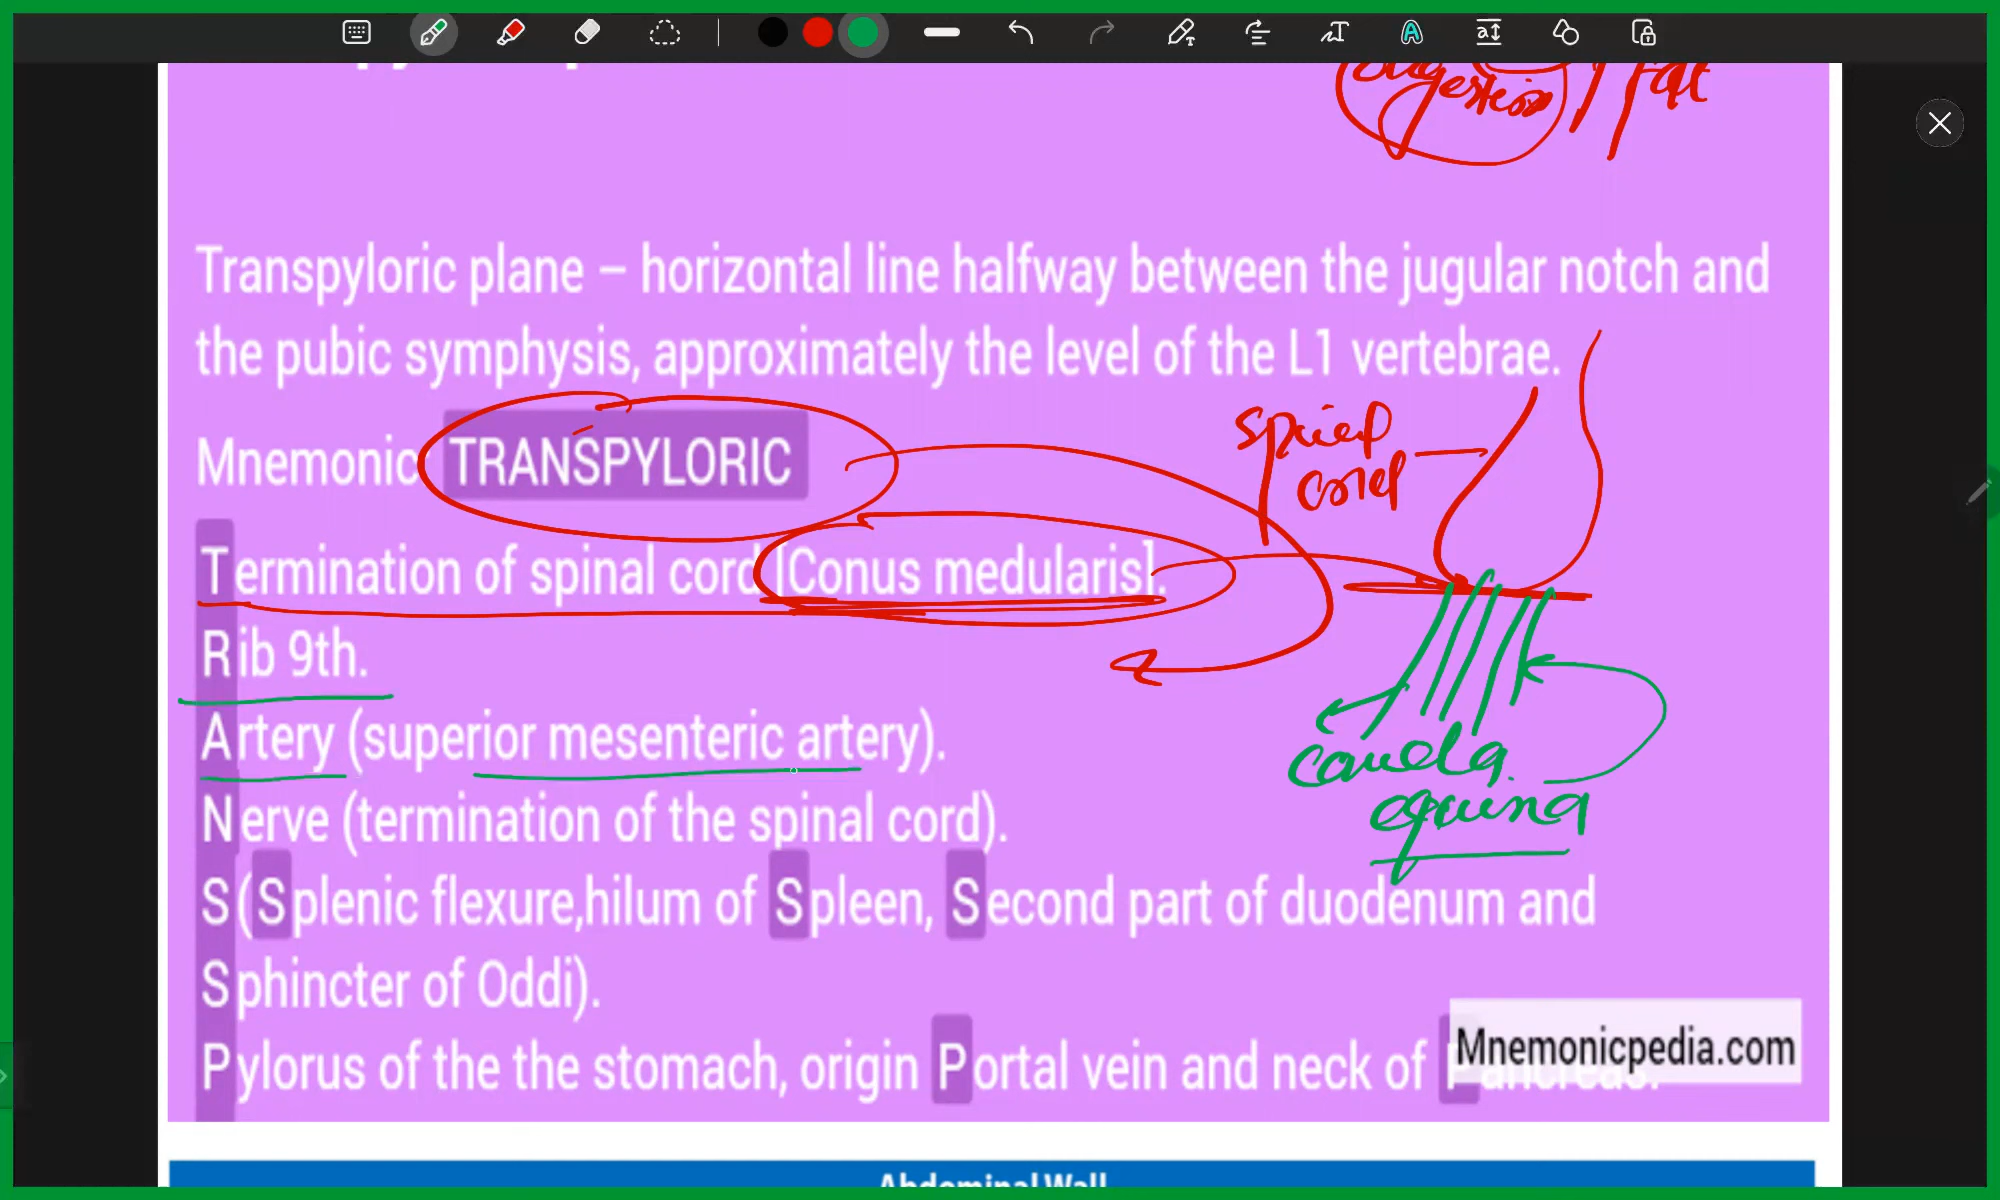 Transpyloric plane – horizontal line halfway between the jugular notch and
the pubic symphysis, approximately the level of the L1 vertebrae.
Mnemonic TRANSPYLORIC
Termination of spinal cord [Conus medularis].
Rib 9th.
Artery (superior mesenteric artery).
Nerve (termination of the spinal cord).
S(Splenic flexure,hilum of Spleen, Second part of duodenum and
Sphincter of Oddi).
Pylorus of the the stomach, origin Portal vein and neck of Pancreas.
Mnemonicpedia.com
cauda
equina
Abdominal Wall